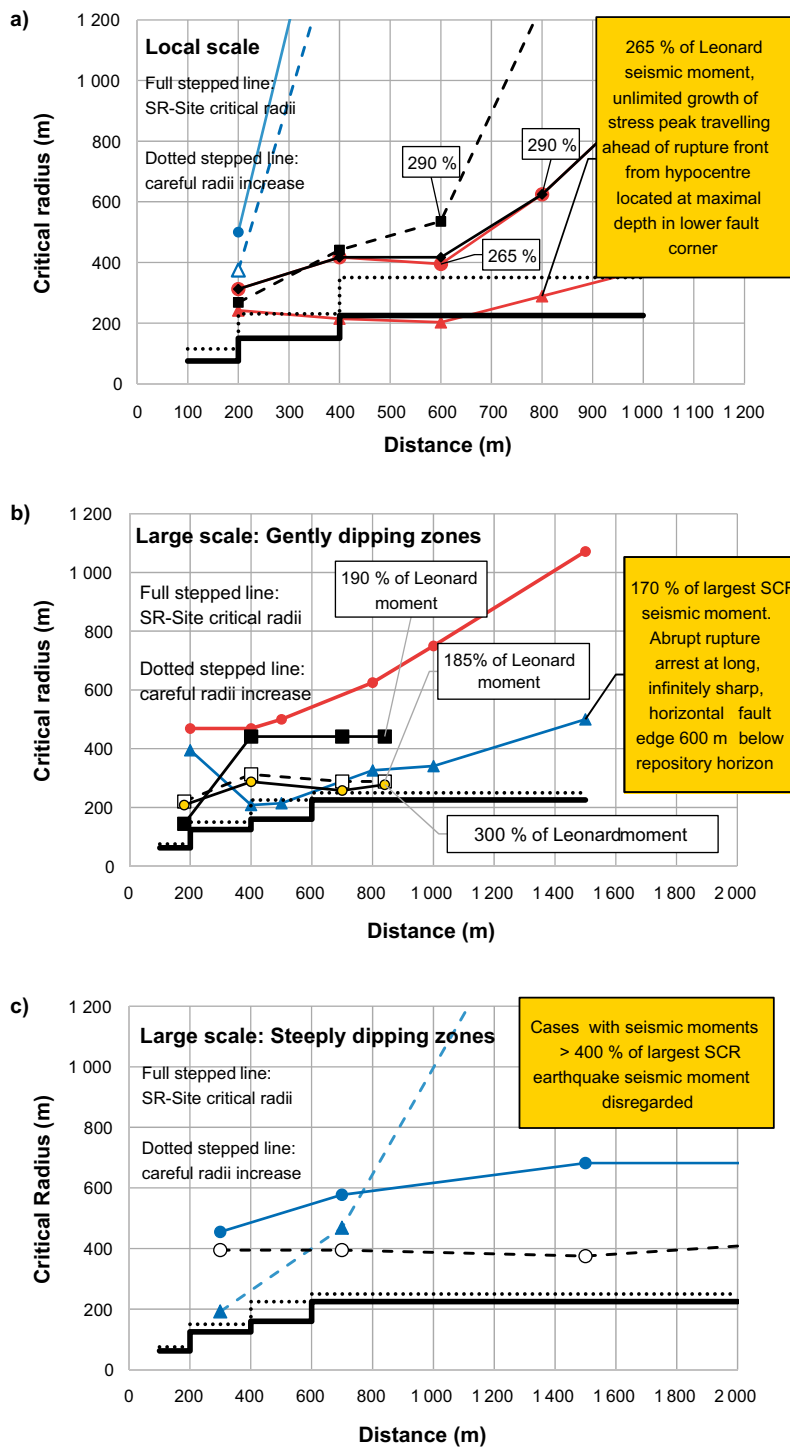 a)
1 200
1 000
800
600
400
200
0
Critical radius (m)
Local scale
Full stepped line:
SR-Site critical radii
Dotted stepped line:
careful radii increase
290 %
290 %
265 %
265 % of Leonard
seismic moment,
unlimited growth of
stress peak travelling
ahead of rupture front
from hypocentre
located at maximal
depth in lower fault
corner
0 100 200 300 400 500 600 700 800 900 1 000 1 100 1 200
Distance (m)
b)
1 200
1 000
800
600
400
200
0
Critical radius (m)
Large scale: Gently dipping zones
Full stepped line:
SR-Site critical radii
Dotted stepped line:
careful radii increase
190 % of Leonard
moment
185% of Leonard
moment
300 % of Leonardmoment
170 % of largest SCR
seismic moment.
Abrupt rupture
arrest at long,
infinitely sharp,
horizontal fault
edge 600 m below
repository horizon
0 200 400 600 800 1 000 1 200 1 400 1 600 1 800 2 000
Distance (m)
c)
1 200
1 000
800
600
400
200
0
Critical Radius (m)
Large scale: Steeply dipping zones
Full stepped line:
SR-Site critical radii
Dotted stepped line:
careful radii increase
Cases with seismic moments
> 400 % of largest SCR
earthquake seismic moment
disregarded
0 200 400 600 800 1 000 1 200 1 400 1 600 1 800 2 000
Distance (m)